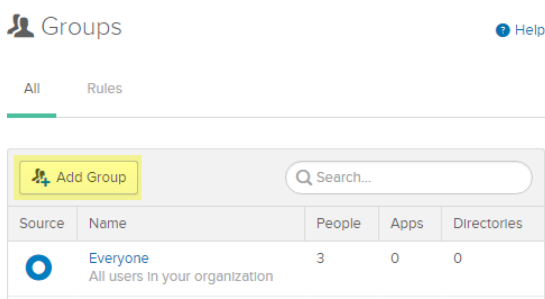 Groups
Help
All Rules
Add Group
Search...
Source Name People Apps Directories
Everyone 3 0 0
All users in your organization